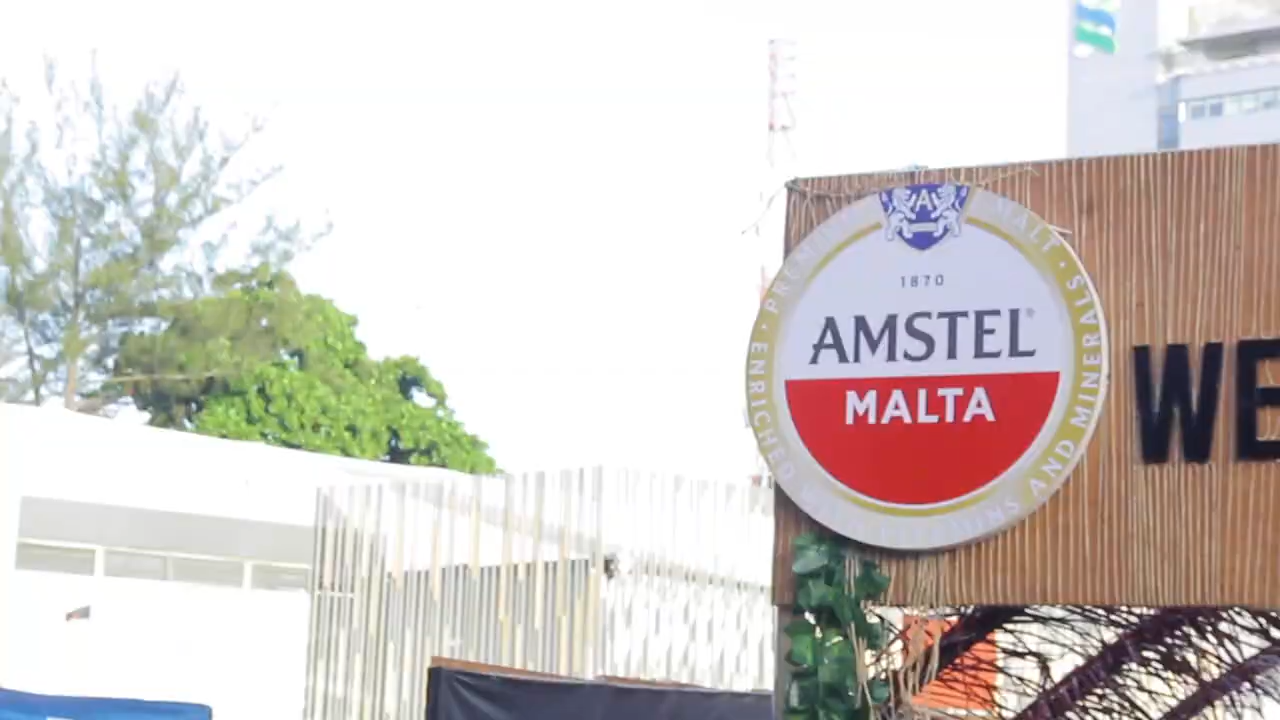 A
PREMIUM MALT · ENRICHED
AND MINERALS
1870
AMSTEL®
MALTA
WE